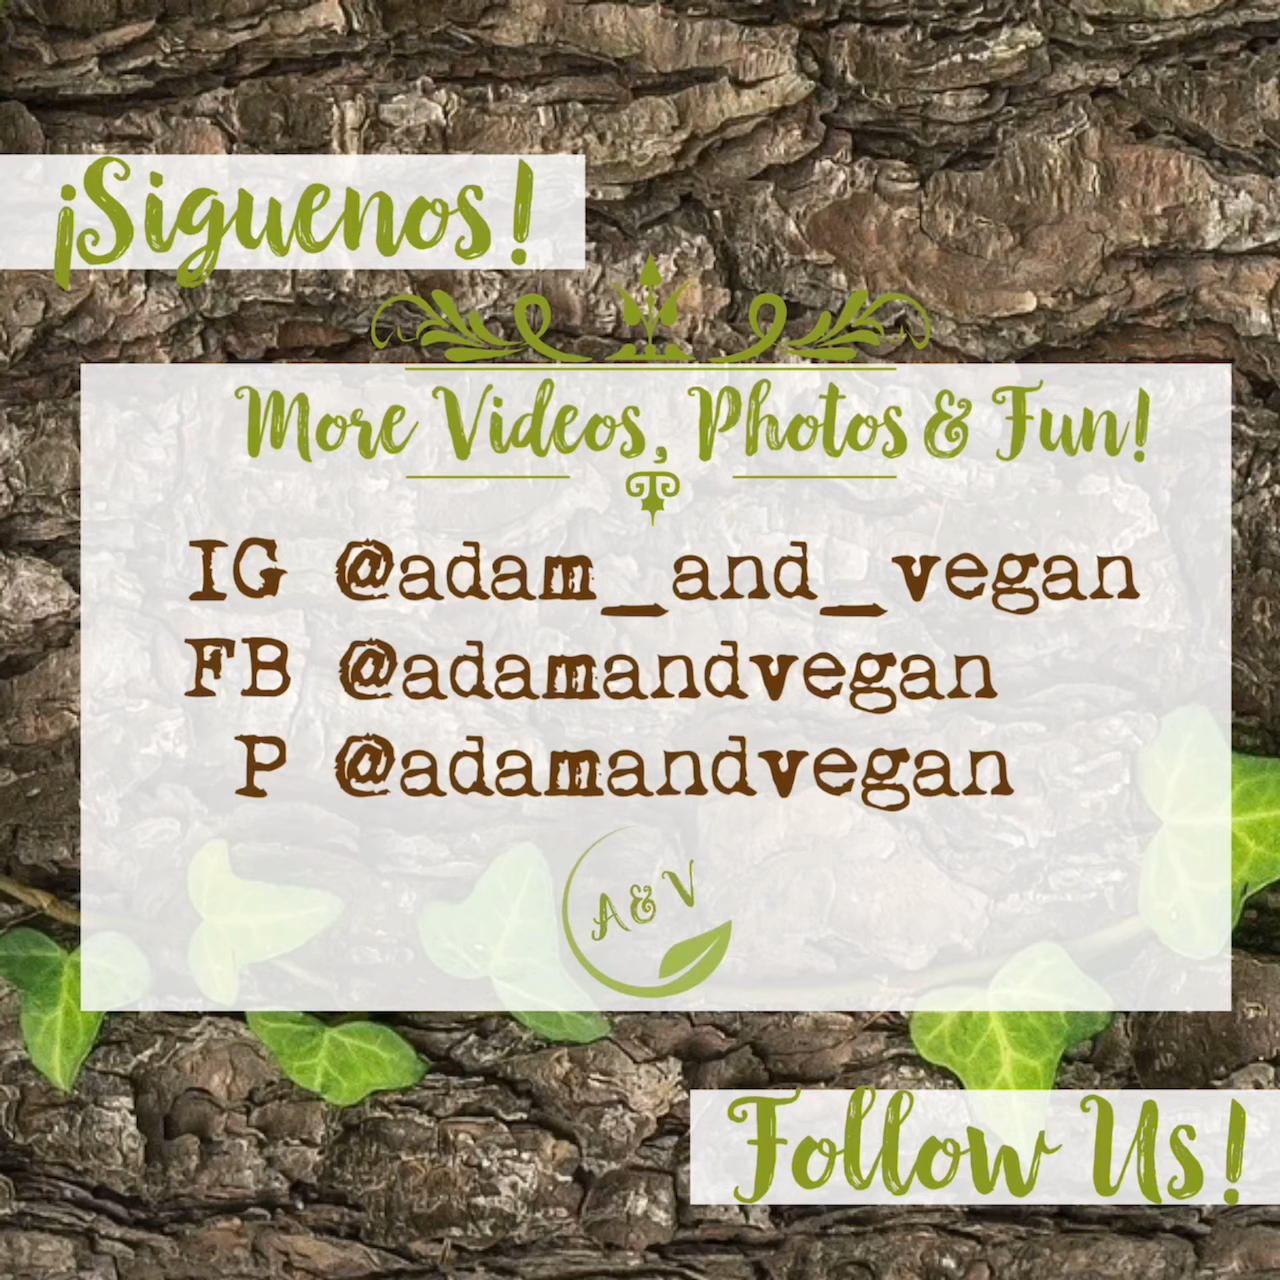 ¡Siguenos!
More Videos, Photos & Fun!
IG @adam_and_vegan
FB @adamandvegan
P @adamandvegan
A & V
Follow Us!